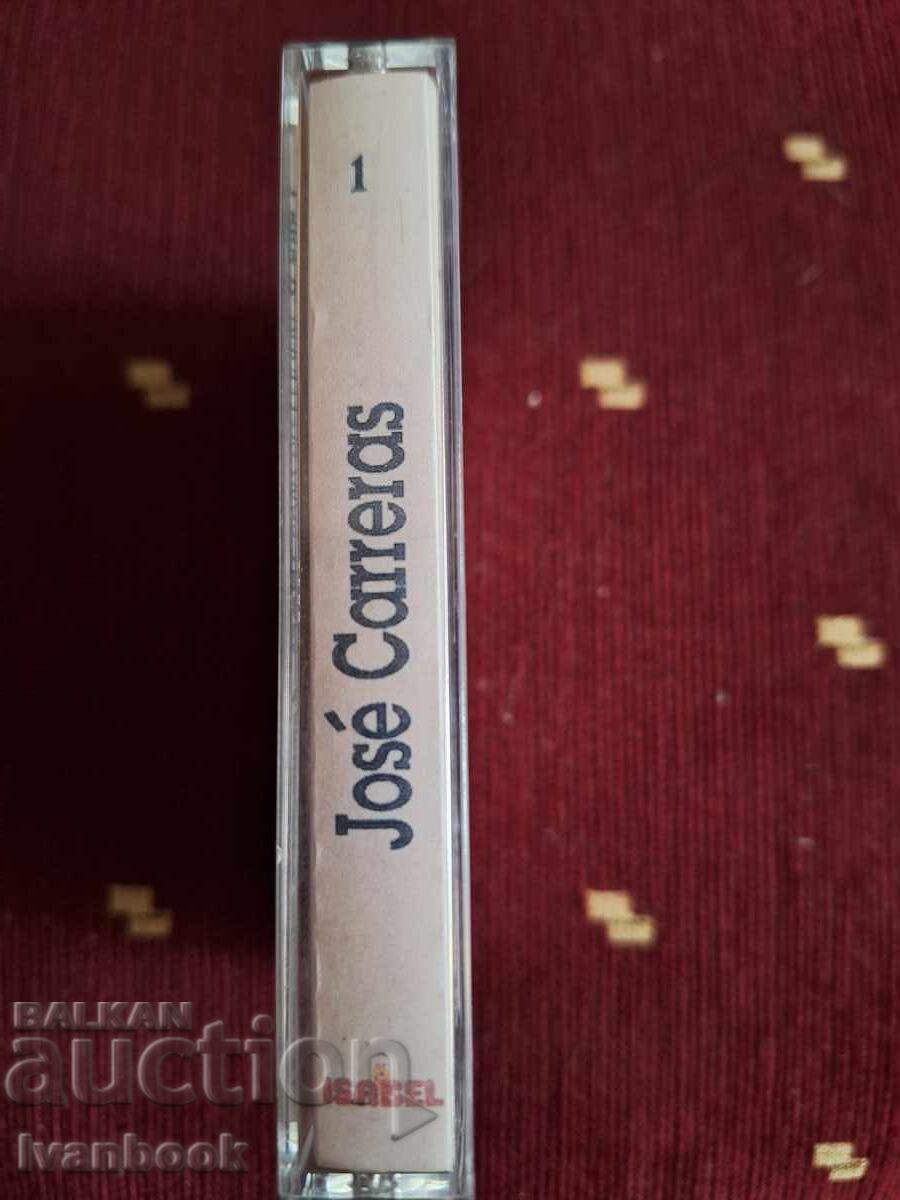 1
José Carreras
ISABEL
BALKAN
auction
Ivanbook